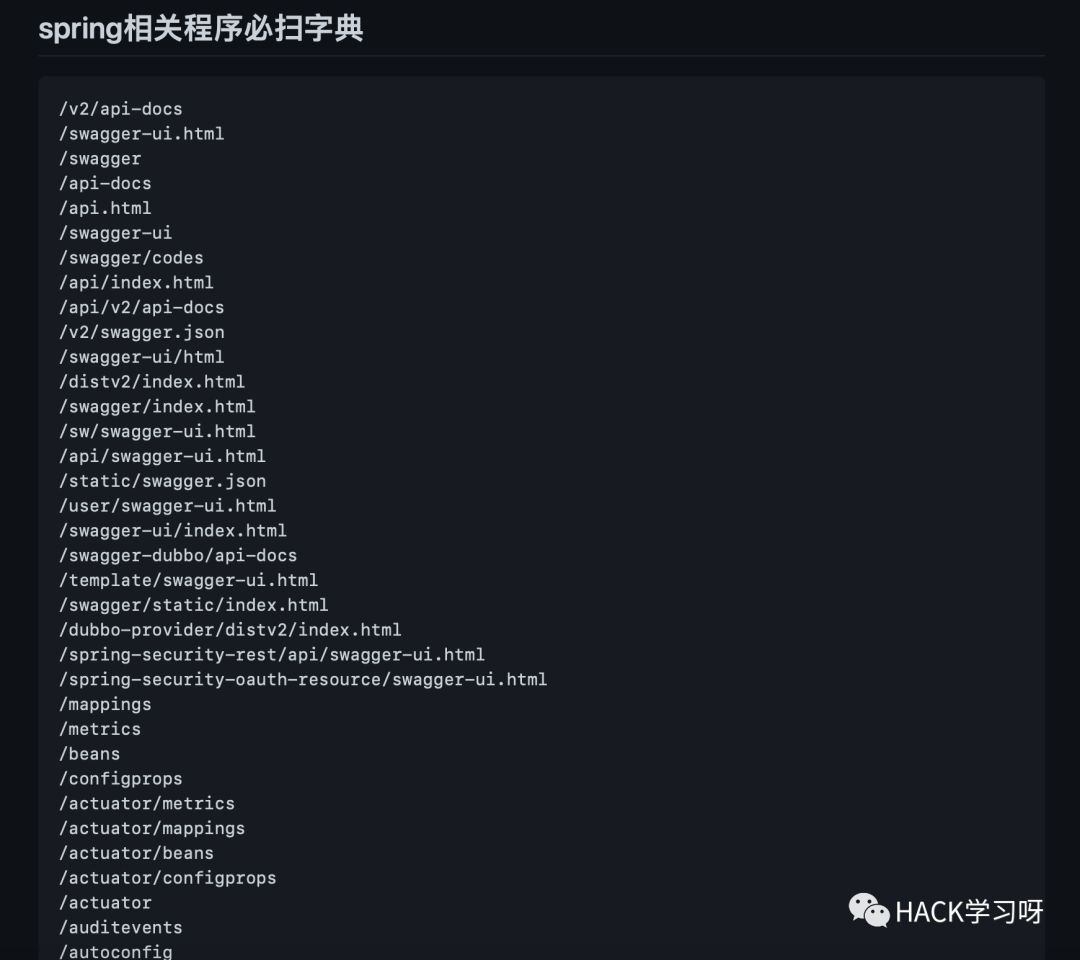 spring相关程序必扫字典
/v2/api-docs
/swagger-ui.html
/swagger
/api-docs
/api.html
/swagger-ui
/swagger/codes
/api/index.html
/api/v2/api-docs
/v2/swagger.json
/swagger-ui/html
/distv2/index.html
/swagger/index.html
/sw/swagger-ui.html
/api/swagger-ui.html
/static/swagger.json
/user/swagger-ui.html
/swagger-ui/index.html
/swagger-dubbo/api-docs
/template/swagger-ui.html
/swagger/static/index.html
/dubbo-provider/distv2/index.html
/spring-security-rest/api/swagger-ui.html
/spring-security-oauth-resource/swagger-ui.html
/mappings
/metrics
/beans
/configprops
/actuator/metrics
/actuator/mappings
/actuator/beans
/actuator/configprops
/actuator
/auditevents
/autoconfig
HACK学习呀